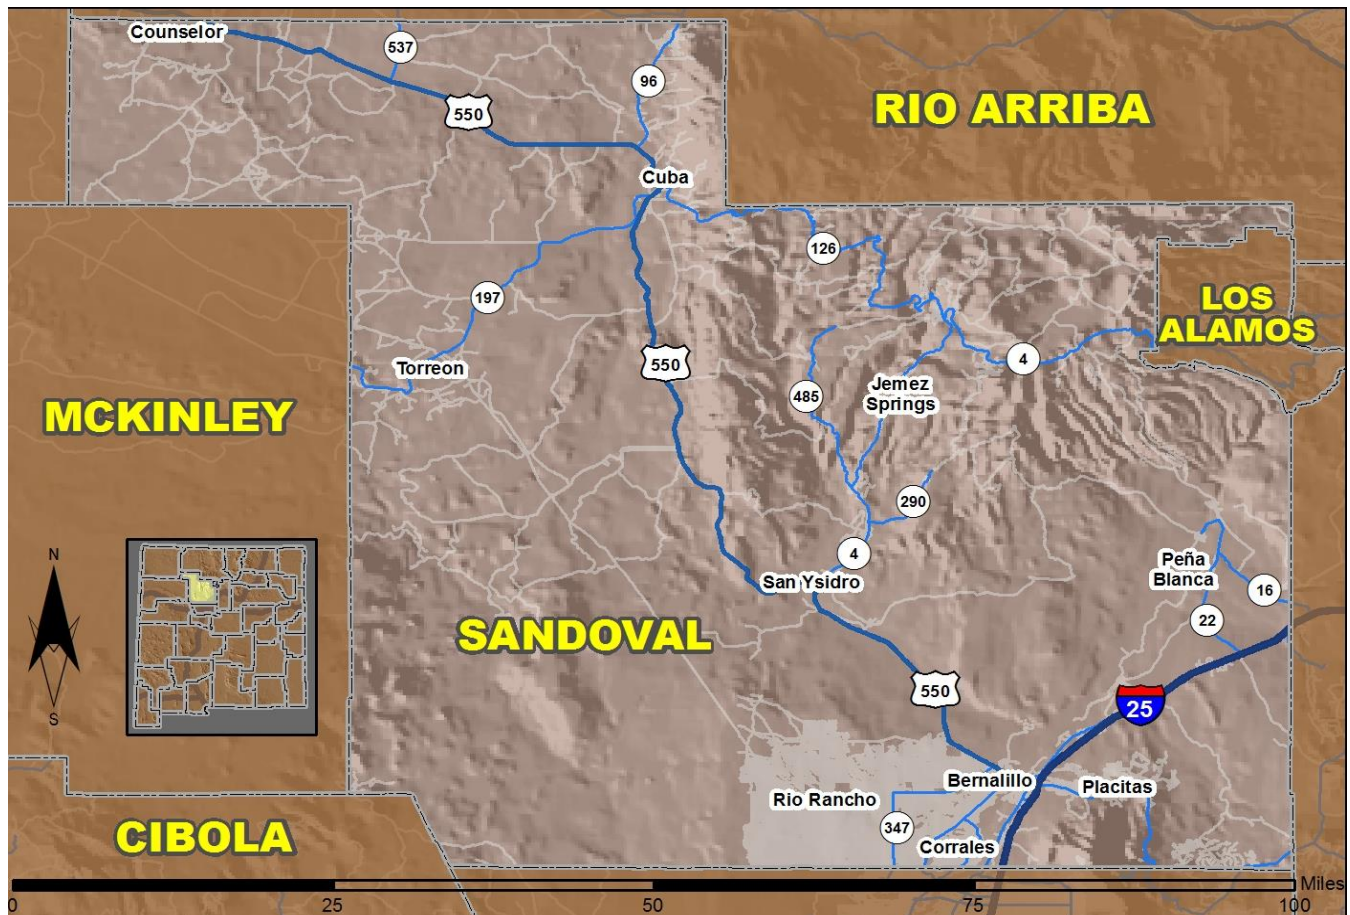 Counselor
537
96
550
RIO ARRIBA
Cuba
126
197
LOS
ALAMOS
4
550
Torreon
485
Jemez
Springs
MCKINLEY
290
N
4
Peña
Blanca
San Ysidro
16
22
SANDOVAL
550
S
25
Bernalillo
Placitas
Rio Rancho
347
CIBOLA
Corrales
Miles
0
25
50
75
100